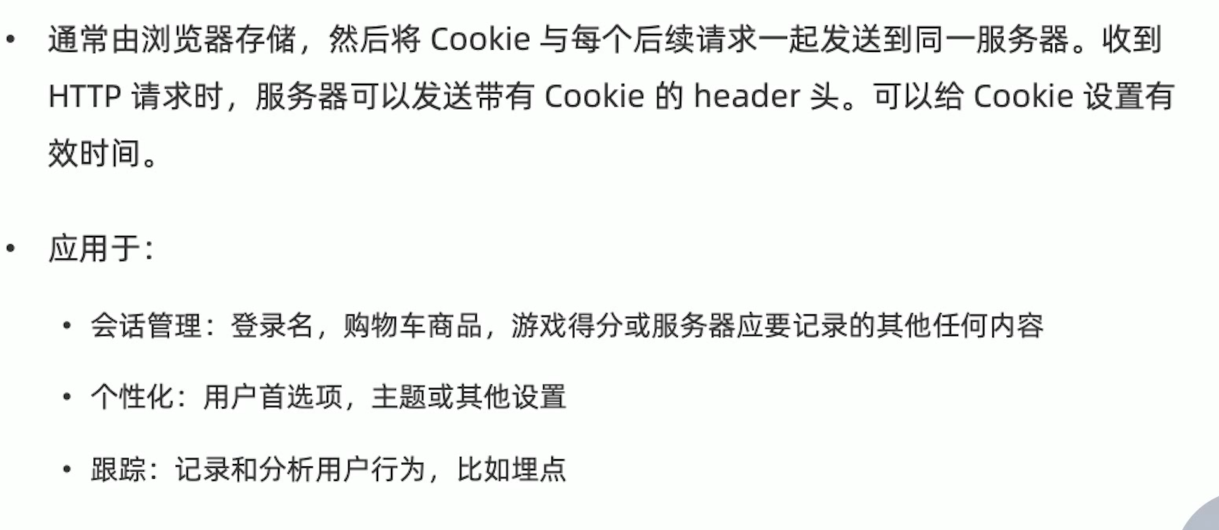 • 通常由浏览器存储，然后将 Cookie 与每个后续请求一起发送到同一服务器。收到
HTTP 请求时，服务器可以发送带有 Cookie 的 header 头。可以给 Cookie 设置有
效时间。
• 应用于：
• 会话管理：登录名，购物车商品，游戏得分或服务器应要记录的其他任何内容
• 个性化：用户首选项，主题或其他设置
• 跟踪：记录和分析用户行为，比如埋点